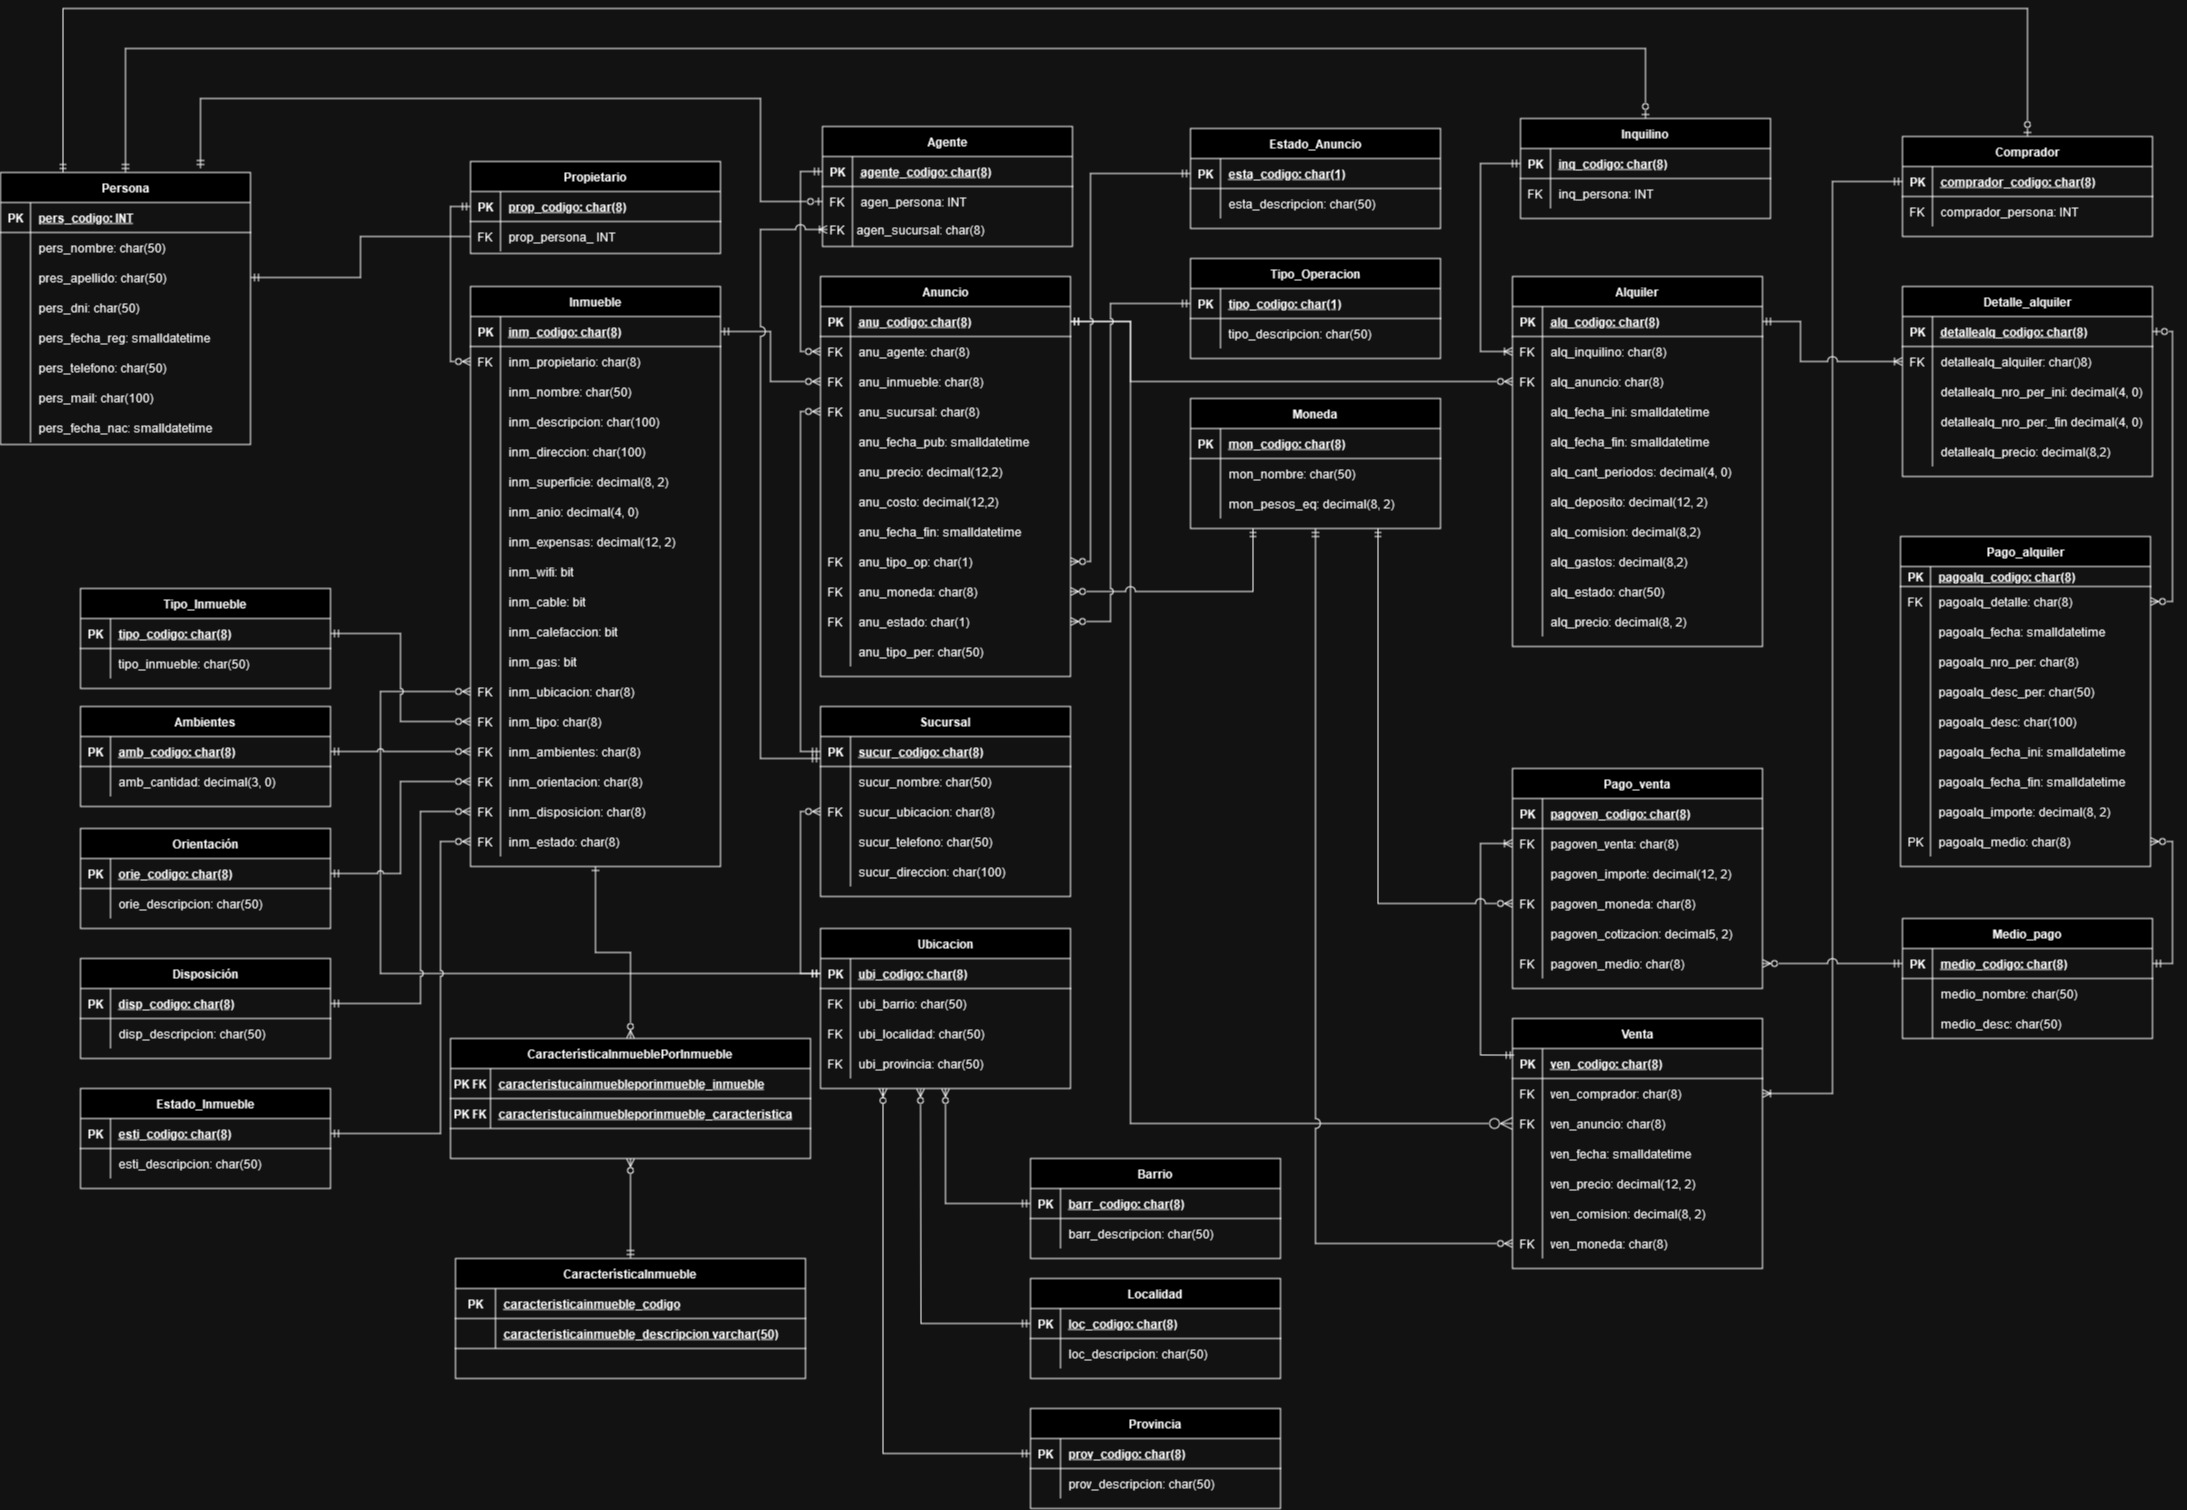 Persona
PK pers_codigo: INT
pers_nombre: char(50)
pres_apellido: char(50)
pers_dni: char(50)
pers_fecha_reg: smalldatetime
pers_telefono: char(50)
pers_mail: char(100)
pers_fecha_nac: smalldatetime
Propietario
PK prop_codigo: char(8)
FK prop_persona_ INT
Inmueble
PK inm_codigo: char(8)
FK inm_propietario: char(8)
inm_nombre: char(50)
inm_descripcion: char(100)
inm_direccion: char(100)
inm_superficie: decimal(8, 2)
inm_anio: decimal(4, 0)
inm_expensas: decimal(12, 2)
inm_wifi: bit
inm_cable: bit
inm_calefaccion: bit
inm_gas: bit
FK inm_ubicacion: char(8)
FK inm_tipo: char(8)
FK inm_ambientes: char(8)
FK inm_orientacion: char(8)
FK inm_disposicion: char(8)
FK inm_estado: char(8)
Tipo_Inmueble
PK tipo_codigo: char(8)
tipo_inmueble: char(50)
Ambientes
PK amb_codigo: char(8)
amb_cantidad: decimal(3, 0)
Orientación
PK orie_codigo: char(8)
orie_descripcion: char(50)
Disposición
PK disp_codigo: char(8)
disp_descripcion: char(50)
Estado_Inmueble
PK esti_codigo: char(8)
esti_descripcion: char(50)
CaracterísticaInmueblePorInmueble
PK FK caracteristucainmuebleporinmueble_inmueble
PK FK caracteristucainmuebleporinmueble_caracteristica
CaracterísticaInmueble
PK caracteristicainmueble_codigo
caracteristicainmueble_descripcion varchar(50)
Agente
PK agente_codigo: char(8)
FK agen_persona: INT
FK agen_sucursal: char(8)
Anuncio
PK anu_codigo: char(8)
FK anu_agente: char(8)
FK anu_inmueble: char(8)
FK anu_sucursal: char(8)
anu_fecha_pub: smalldatetime
anu_precio: decimal(12,2)
anu_costo: decimal(12,2)
anu_fecha_fin: smalldatetime
FK anu_tipo_op: char(1)
FK anu_moneda: char(8)
FK anu_estado: char(1)
anu_tipo_per: char(50)
Sucursal
PK sucur_codigo: char(8)
sucur_nombre: char(50)
FK sucur_ubicacion: char(8)
sucur_telefono: char(50)
sucur_direccion: char(100)
Ubicacion
PK ubi_codigo: char(8)
FK ubi_barrio: char(50)
FK ubi_localidad: char(50)
FK ubi_provincia: char(50)
Barrio
PK barr_codigo: char(8)
barr_descripcion: char(50)
Localidad
PK loc_codigo: char(8)
loc_descripcion: char(50)
Provincia
PK prov_codigo: char(8)
prov_descripcion: char(50)
Estado_Anuncio
PK esta_codigo: char(1)
esta_descripcion: char(50)
Tipo_Operacion
PK tipo_codigo: char(1)
tipo_descripcion: char(50)
Moneda
PK mon_codigo: char(8)
mon_nombre: char(50)
mon_pesos_eq: decimal(8, 2)
Inquilino
PK inq_codigo: char(8)
FK inq_persona: INT
Alquiler
PK alq_codigo: char(8)
FK alq_inquilino: char(8)
FK alq_anuncio: char(8)
alq_fecha_ini: smalldatetime
alq_fecha_fin: smalldatetime
alq_cant_periodos: decimal(4, 0)
alq_deposito: decimal(12, 2)
alq_comision: decimal(8,2)
alq_gastos: decimal(8,2)
alq_estado: char(50)
alq_precio: decimal(8, 2)
Pago_venta
PK pagoven_codigo: char(8)
FK pagoven_venta: char(8)
pagoven_importe: decimal(12, 2)
FK pagoven_moneda: char(8)
pagoven_cotizacion: decimal5, 2)
FK pagoven_medio: char(8)
Venta
PK ven_codigo: char(8)
FK ven_comprador: char(8)
FK ven_anuncio: char(8)
ven_fecha: smalldatetime
ven_precio: decimal(12, 2)
ven_comision: decimal(8, 2)
FK ven_moneda: char(8)
Comprador
PK comprador_codigo: char(8)
FK comprador_persona: INT
Detalle_alquiler
PK detallealq_codigo: char(8)
FK detallealq_alquiler: char()8)
detallealq_nro_per_ini: decimal(4, 0)
detallealq_nro_per:_fin decimal(4, 0)
detallealq_precio: decimal(8,2)
Pago_alquiler
PK pagoalq_codigo: char(8)
FK pagoalq_detalle: char(8)
pagoalq_fecha: smalldatetime
pagoalq_nro_per: char(8)
pagoalq_desc_per: char(50)
pagoalq_desc: char(100)
pagoalq_fecha_ini: smalldatetime
pagoalq_fecha_fin: smalldatetime
pagoalq_importe: decimal(8, 2)
PK pagoalq_medio: char(8)
Medio_pago
PK medio_codigo: char(8)
medio_nombre: char(50)
medio_desc: char(50)